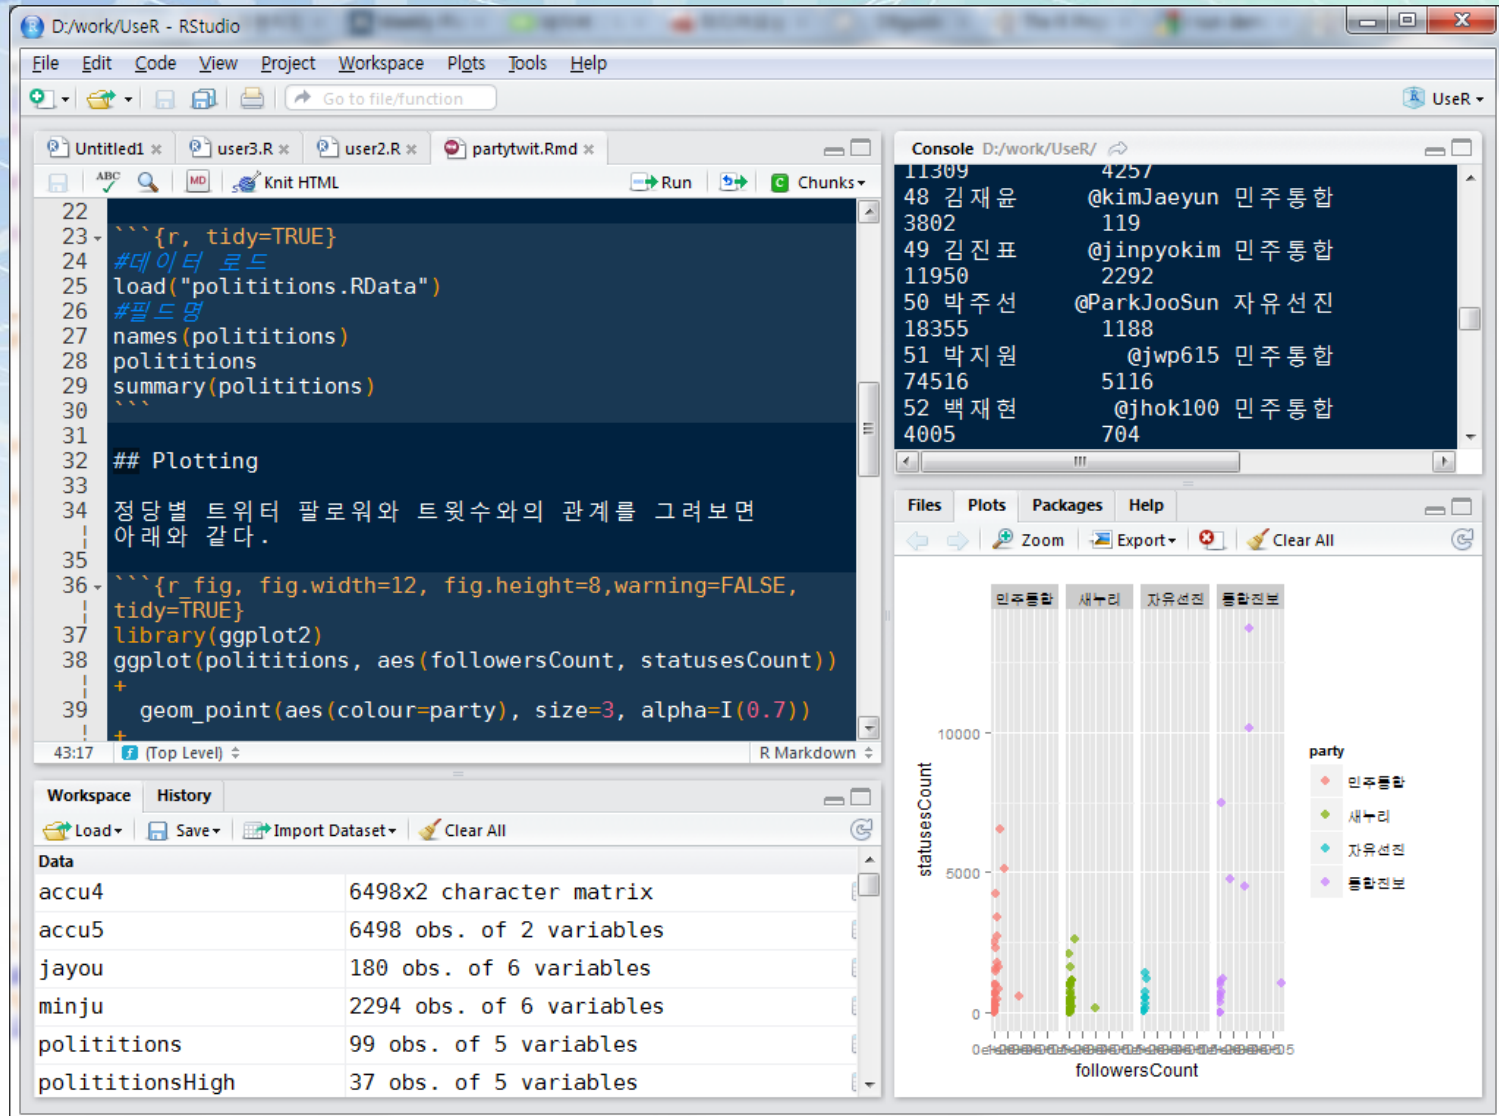 D:/work/UseR - RStudio
File Edit Code View Project Workspace Plots Tools Help
Go to file/function
UseR
Untitled1
user3.R
user2.R
partytwit.Rmd
ABC
MD
Knit HTML
Run
Chunks
22
23 ```{r, tidy=TRUE}
24 #데이터 로드
25 load("polititions.RData")
26 #필드명
27 names(polititions)
28 polititions
29 summary(polititions)
30 ```
31
32 ## Plotting
33
34 정당별 트위터 팔로워와 트윗수와의 관계를 그려보면
아래와 같다.
35
36 ```{r_fig, fig.width=12, fig.height=8,warning=FALSE,
tidy=TRUE}
37 library(ggplot2)
38 ggplot(polititions, aes(followersCount, statusesCount))
+
39 geom_point(aes(colour=party), size=3, alpha=I(0.7))
+
43:17 (Top Level) R Markdown
Workspace History
Load Save Import Dataset Clear All
Data
accu4 6498x2 character matrix
accu5 6498 obs. of 2 variables
jayou 180 obs. of 6 variables
minju 2294 obs. of 6 variables
polititions 99 obs. of 5 variables
polititionsHigh 37 obs. of 5 variables
Console D:/work/UseR/
11309 4257
48 김재윤 @kimJaeyun 민주통합
3802 119
49 김진표 @jinpyokim 민주통합
11950 2292
50 박주선 @ParkJooSun 자유선진
18355 1188
51 박지원 @jwp615 민주통합
74516 5116
52 백재현 @jhok100 민주통합
4005 704
Files Plots Packages Help
Zoom Export Clear All
민주통합 새누리 자유선진 통합진보
10000
5000
0
statusesCount
followersCount
party
민주통합
새누리
자유선진
통합진보